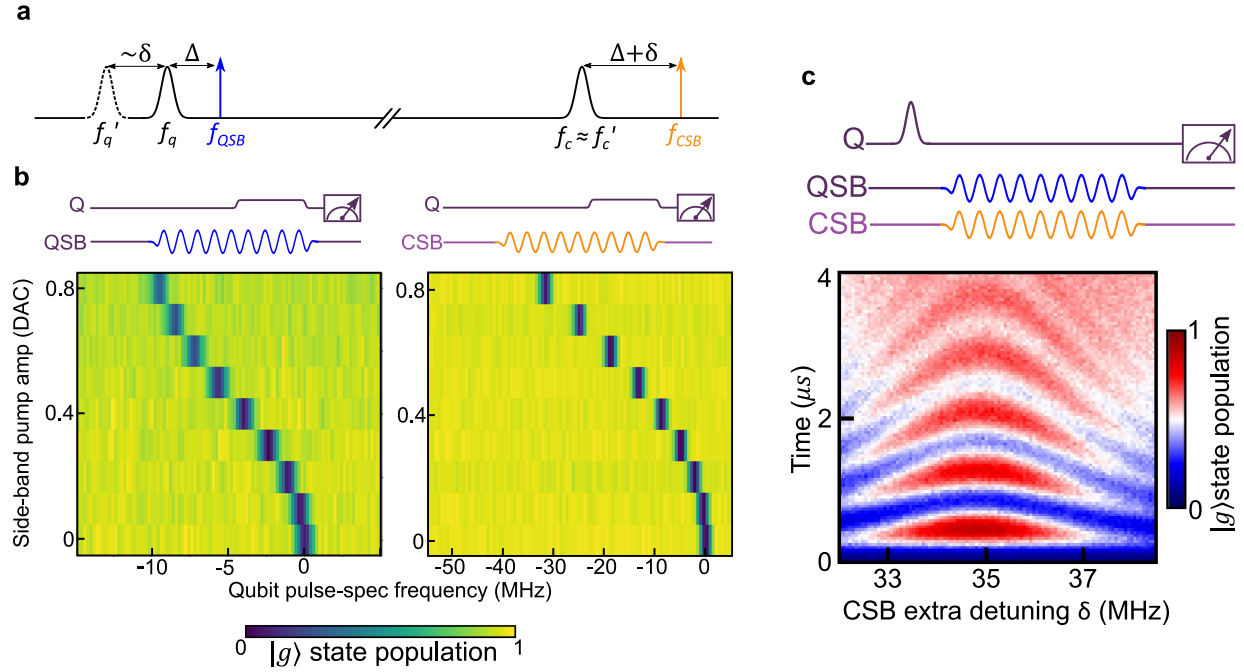 a
~δ Δ Δ+δ
f_q' f_q f_QSB f_c ≈ f_c' f_CSB
b
Q
QSB
Q
CSB
Side-band pump amp (DAC)
0.8
0.4
0
-10 -5 0
0.8
0.4
0
-50 -40 -30 -20 -10 0
Qubit pulse-spec frequency (MHz)
0 1
|g⟩ state population
c
Q
QSB
CSB
Time (μs)
4
2
0
33 35 37
CSB extra detuning δ (MHz)
1
0
|g⟩state population